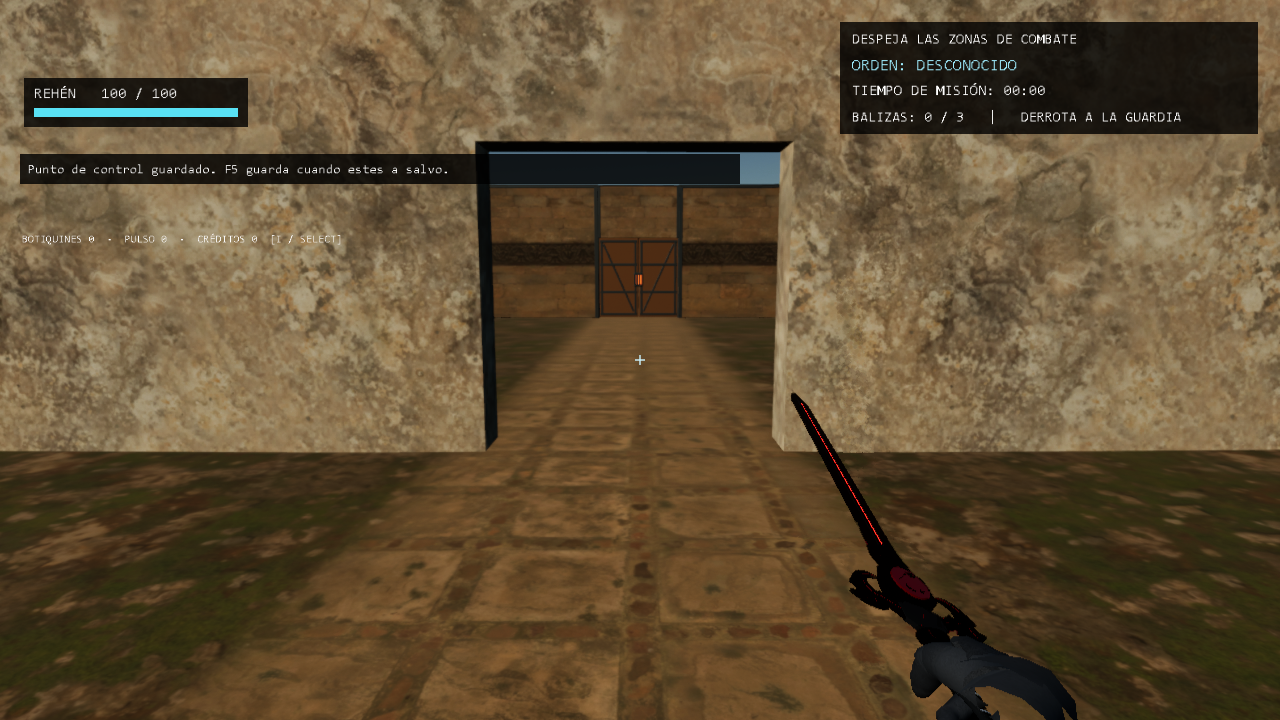 DESPEJA LAS ZONAS DE COMBATE
ORDEN: DESCONOCIDO
TIEMPO DE MISIÓN: 00:00
BALIZAS: 0 / 3 | DERROTA A LA GUARDIA
REHÉN 100 / 100
Punto de control guardado. F5 guarda cuando estes a salvo.
BOTIQUINES 0 · PULSO 0 · CRÉDITOS 0 [I / SELECT]